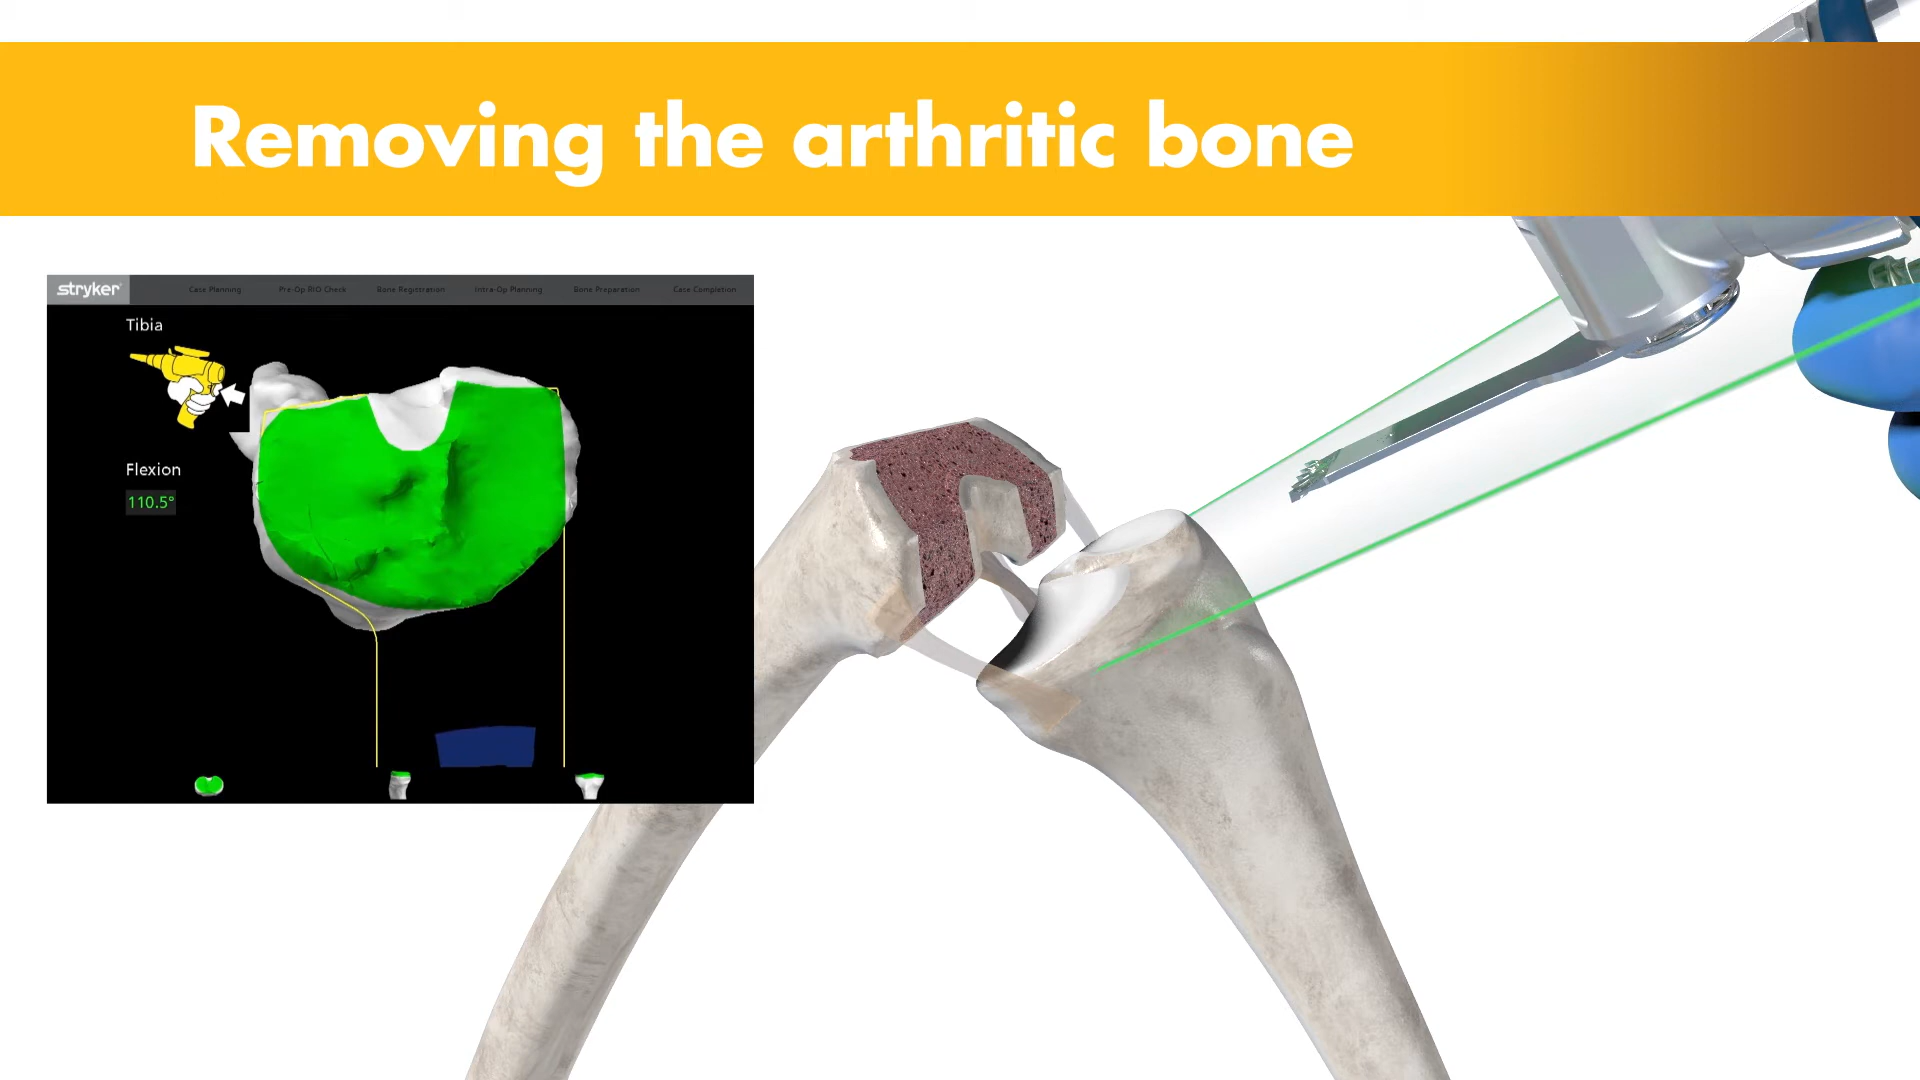 Removing the arthritic bone
stryker
Case Planning Pre-Op RIO Check Bone Registration Intra-Op Planning Bone Preparation Case Completion
Tibia
Flexion
110.5°